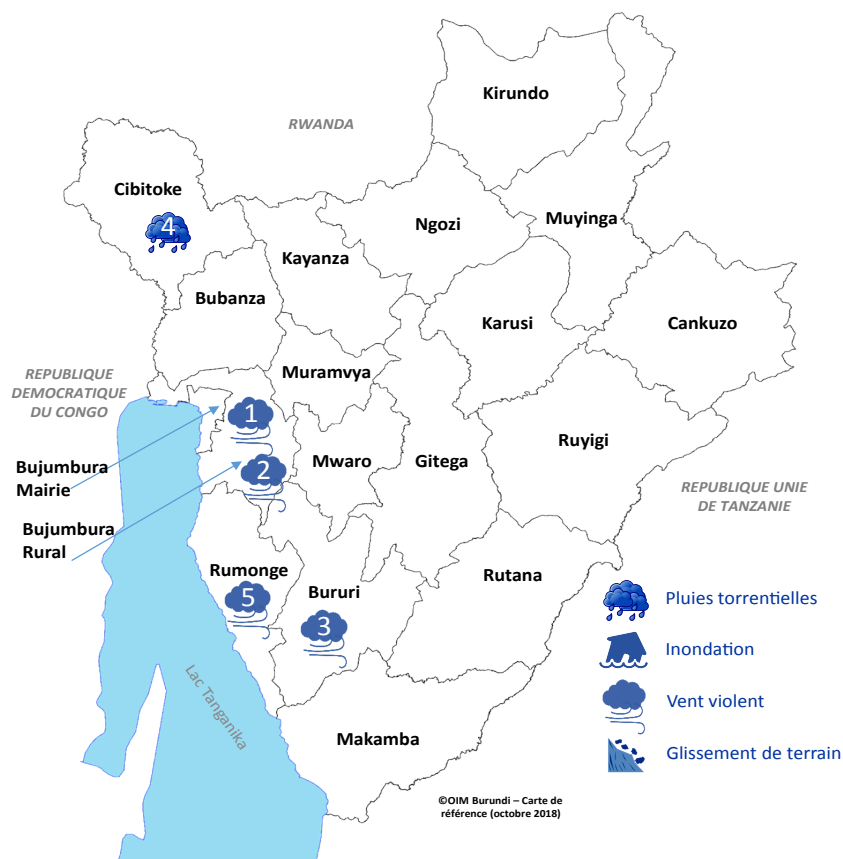 Kirundo
RWANDA
Cibitoke
4
Ngozi
Muyinga
Kayanza
Bubanza
Karusi
Cankuzo
REPUBLIQUE
DEMOCRATIQUE
DU CONGO
Muramvya
1
Ruyigi
Bujumbura
Mairie
2
Mwaro
Gitega
REPUBLIQUE UNIE
DE TANZANIE
Bujumbura
Rural
Rumonge
5
Bururi
3
Rutana
Lac Tanganika
Makamba
Pluies torrentielles
Inondation
Vent violent
Glissement de terrain
©OIM Burundi – Carte de
référence (octobre 2018)